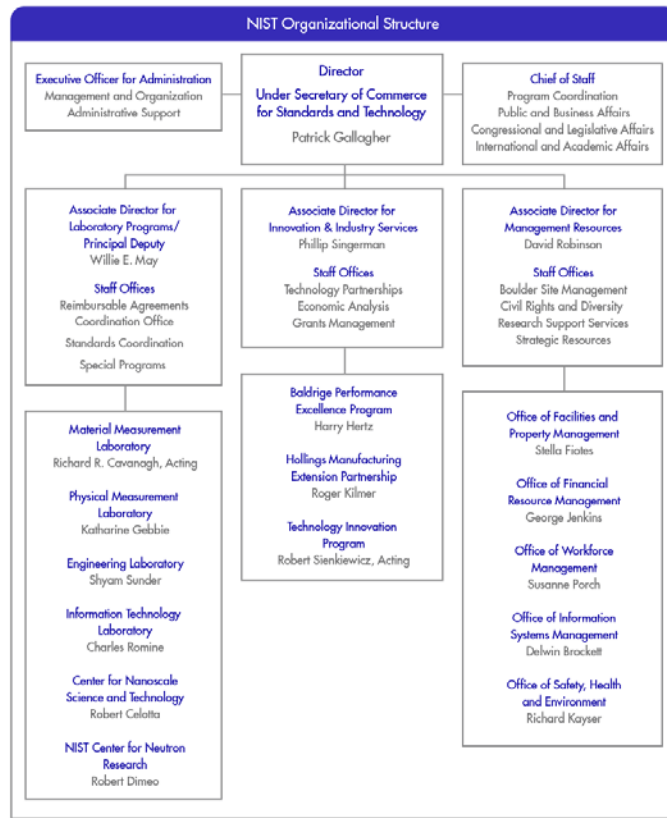 NIST Organizational Structure
Executive Officer for Administration
Management and Organization
Administrative Support
Director
Under Secretary of Commerce
for Standards and Technology
Patrick Gallagher
Chief of Staff
Program Coordination
Public and Business Affairs
Congressional and Legislative Affairs
International and Academic Affairs
Associate Director for
Laboratory Programs/
Principal Deputy
Willie E. May
Staff Offices
Reimbursable Agreements
Coordination Office
Standards Coordination
Special Programs
Associate Director for
Innovation & Industry Services
Phillip Singerman
Staff Offices
Technology Partnerships
Economic Analysis
Grants Management
Associate Director for
Management Resources
David Robinson
Staff Offices
Boulder Site Management
Civil Rights and Diversity
Research Support Services
Strategic Resources
Material Measurement
Laboratory
Richard R. Cavanagh, Acting
Physical Measurement
Laboratory
Katharine Gebbie
Engineering Laboratory
Shyam Sunder
Information Technology
Laboratory
Charles Romine
Center for Nanoscale
Science and Technology
Robert Celotta
NIST Center for Neutron
Research
Robert Dimeo
Baldrige Performance
Excellence Program
Harry Hertz
Hollings Manufacturing
Extension Partnership
Roger Kilmer
Technology Innovation
Program
Robert Sienkiewicz, Acting
Office of Facilities and
Property Management
Stella Fiotes
Office of Financial
Resource Management
George Jenkins
Office of Workforce
Management
Susanne Porch
Office of Information
Systems Management
Delwin Brockett
Office of Safety, Health
and Environment
Richard Kayser